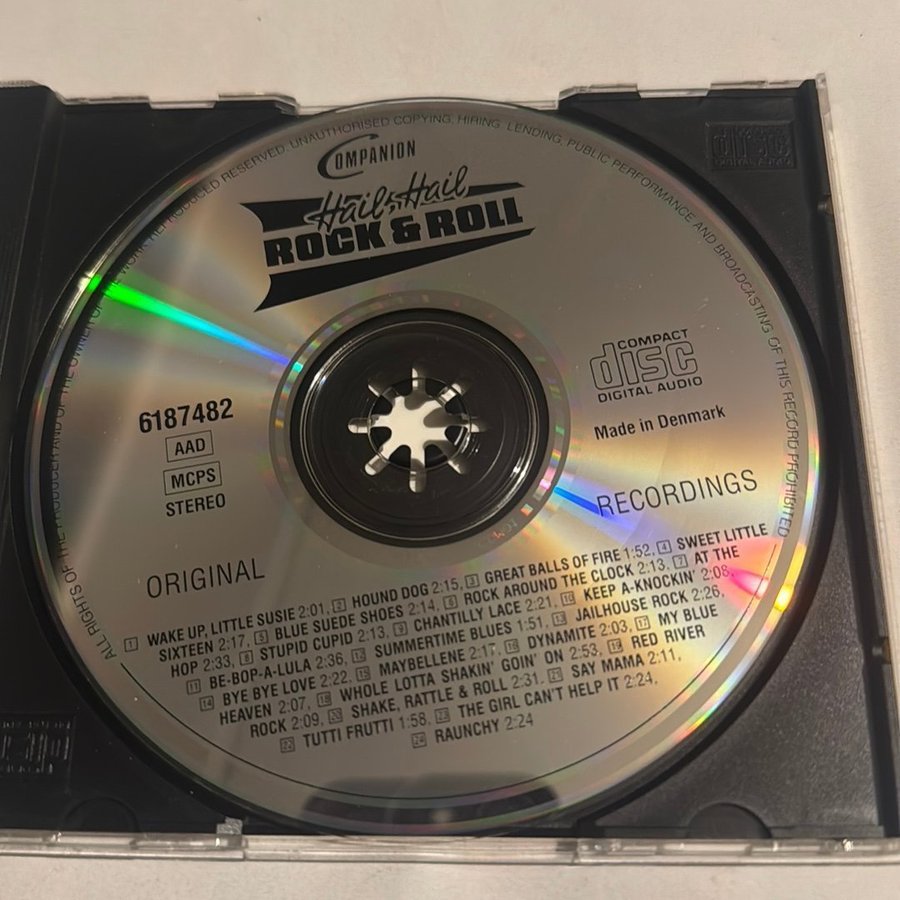 ALL RIGHTS OF THE PRODUCER AND OF THE OWNER OF THE WORK REPRODUCED RESERVED. UNAUTHORISED COPYING, HIRING, LENDING, PUBLIC PERFORMANCE AND BROADCASTING OF THIS RECORD PROHIBITED
COMPANION
Hail, Hail
ROCK & ROLL
COMPACT
disc
DIGITAL AUDIO
Made in Denmark
6187482
AAD
MCPS
STEREO
ORIGINAL RECORDINGS
1 WAKE UP, LITTLE SUSIE 2:01, 2 HOUND DOG 2:15, 3 GREAT BALLS OF FIRE 1:52, 4 SWEET LITTLE
SIXTEEN 2:17, 5 BLUE SUEDE SHOES 2:14, 6 ROCK AROUND THE CLOCK 2:13, 7 AT THE
HOP 2:33, 8 STUPID CUPID 2:13, 9 CHANTILLY LACE 2:21, 10 KEEP A-KNOCKIN' 2:08,
11 BE-BOP-A-LULA 2:36, 12 SUMMERTIME BLUES 1:51, 13 JAILHOUSE ROCK 2:26,
14 BYE BYE LOVE 2:22, 15 MAYBELLENE 2:17, 16 DYNAMITE 2:03, 17 MY BLUE
HEAVEN 2:07, 18 WHOLE LOTTA SHAKIN' GOIN' ON 2:53, 19 RED RIVER
ROCK 2:09, 20 SHAKE, RATTLE & ROLL 2:31, 21 SAY MAMA 2:11,
22 TUTTI FRUTTI 1:58, 23 THE GIRL CAN'T HELP IT 2:24,
24 RAUNCHY 2:24
disc
DIGITAL AUDIO